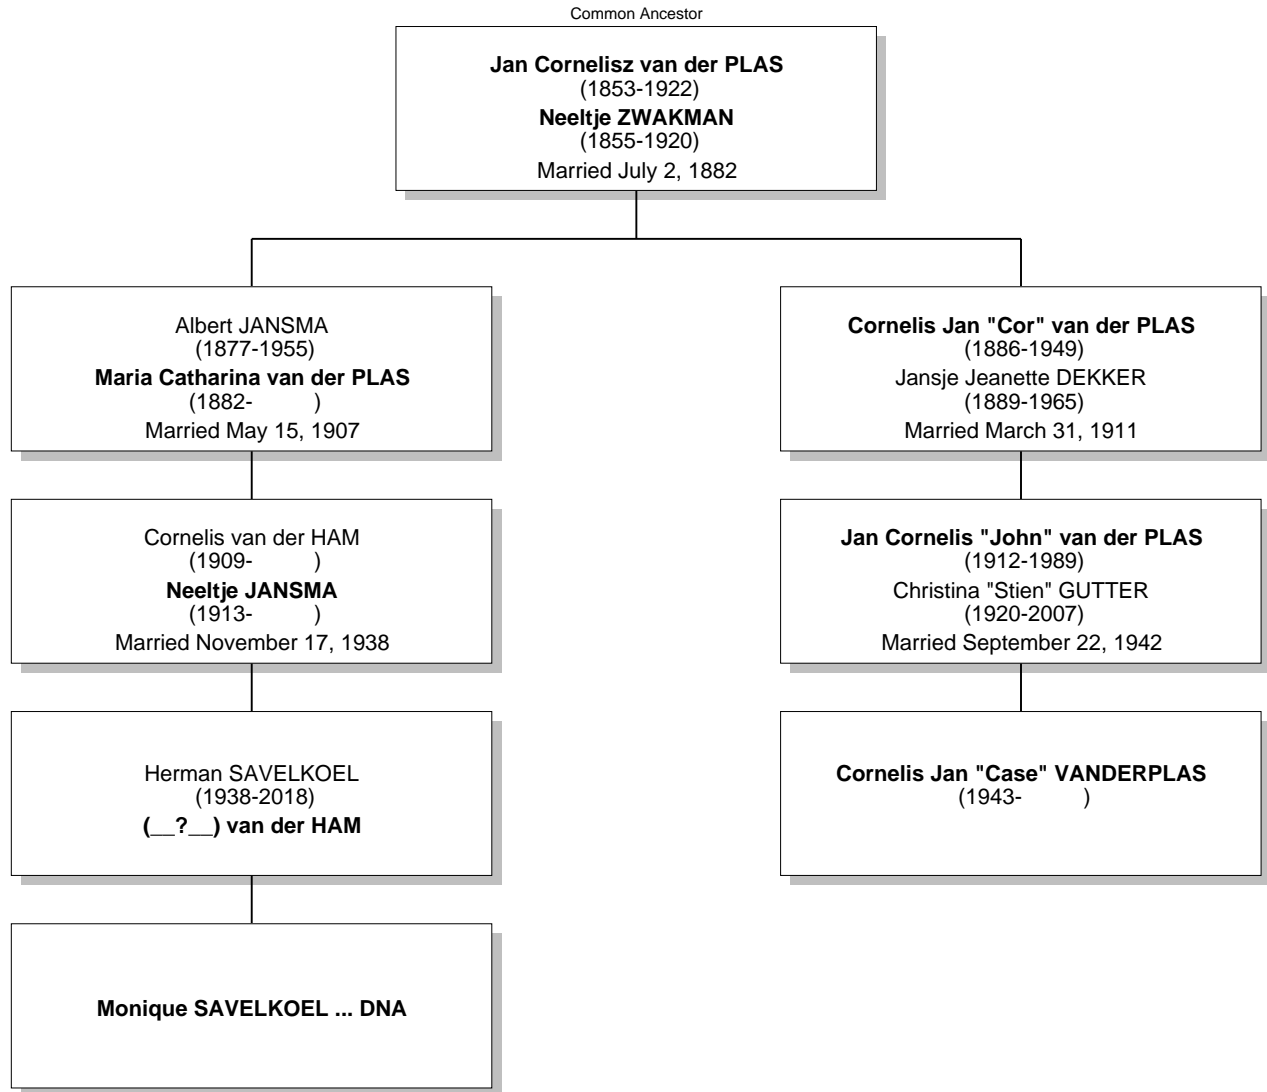 Common Ancestor
Jan Cornelisz van der PLAS
(1853-1922)
Neeltje ZWAKMAN
(1855-1920)
Married July 2, 1882
Albert JANSMA
(1877-1955)
Maria Catharina van der PLAS
(1882-          )
Married May 15, 1907
Cornelis Jan "Cor" van der PLAS
(1886-1949)
Jansje Jeanette DEKKER
(1889-1965)
Married March 31, 1911
Cornelis van der HAM
(1909-          )
Neeltje JANSMA
(1913-          )
Married November 17, 1938
Jan Cornelis "John" van der PLAS
(1912-1989)
Christina "Stien" GUTTER
(1920-2007)
Married September 22, 1942
Herman SAVELKOEL
(1938-2018)
(__?__) van der HAM
Cornelis Jan "Case" VANDERPLAS
(1943-          )
Monique SAVELKOEL ... DNA